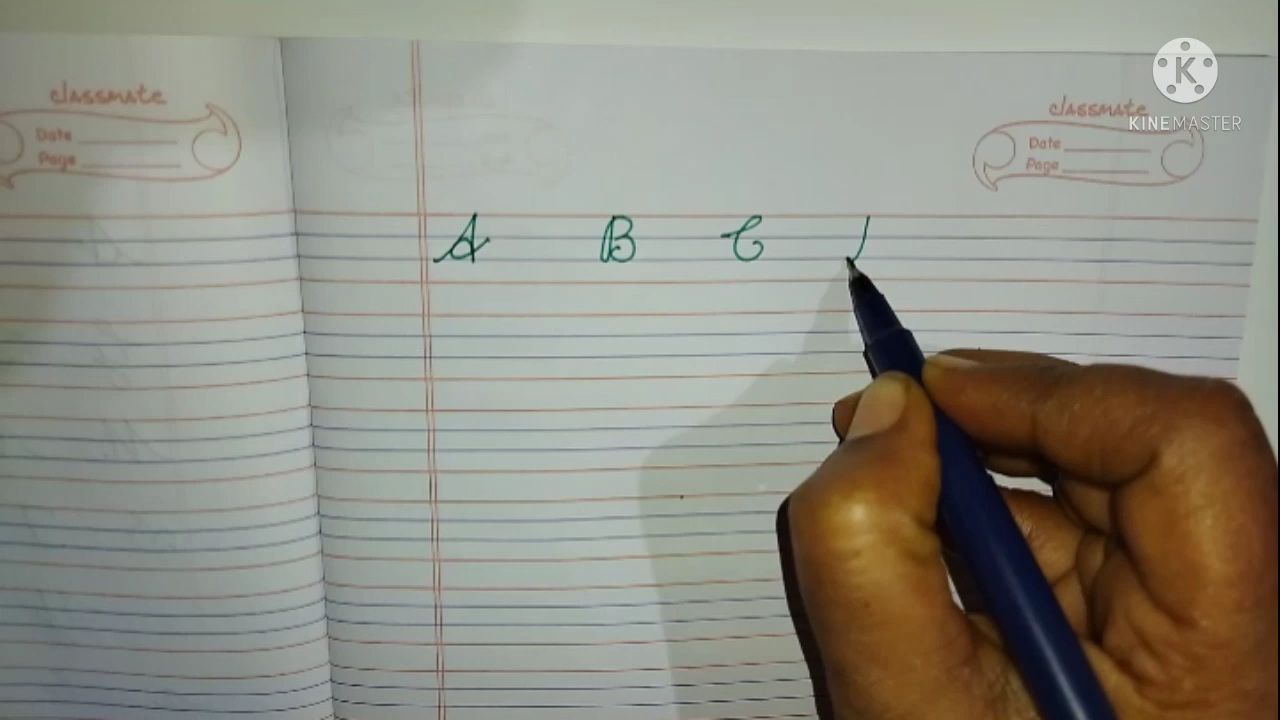 classmate
Date
Page
classmate
Date
Page
KINEMASTER
A B C